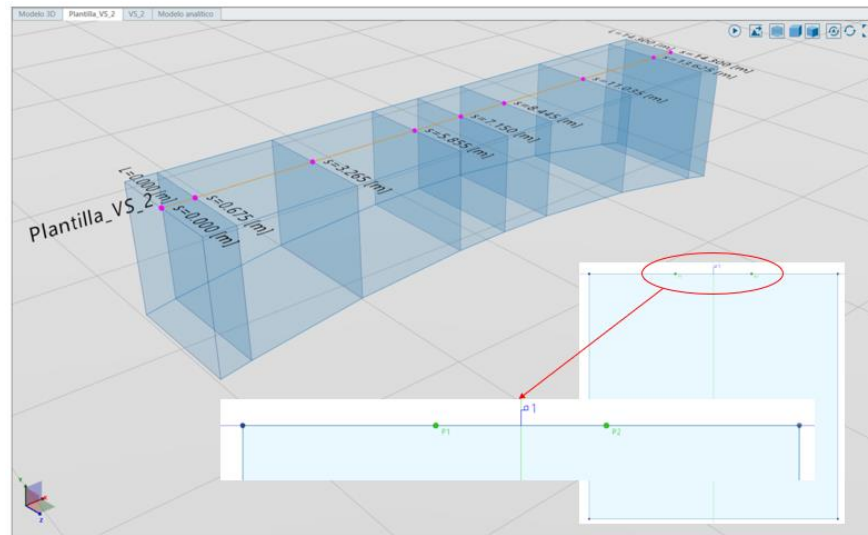 Modelo 3D Plantilla_VS_2 VS_2 Modelo analítico
L=14.300 [m]
s=14.300 [m]
s=13.625 [m]
s=11.035 [m]
s=8.445 [m]
s=7.150 [m]
s=5.855 [m]
s=3.265 [m]
s=0.675 [m]
L=0.000 [m]
s=0.000 [m]
Plantilla_VS_2
1
P1
P2
Y
Z